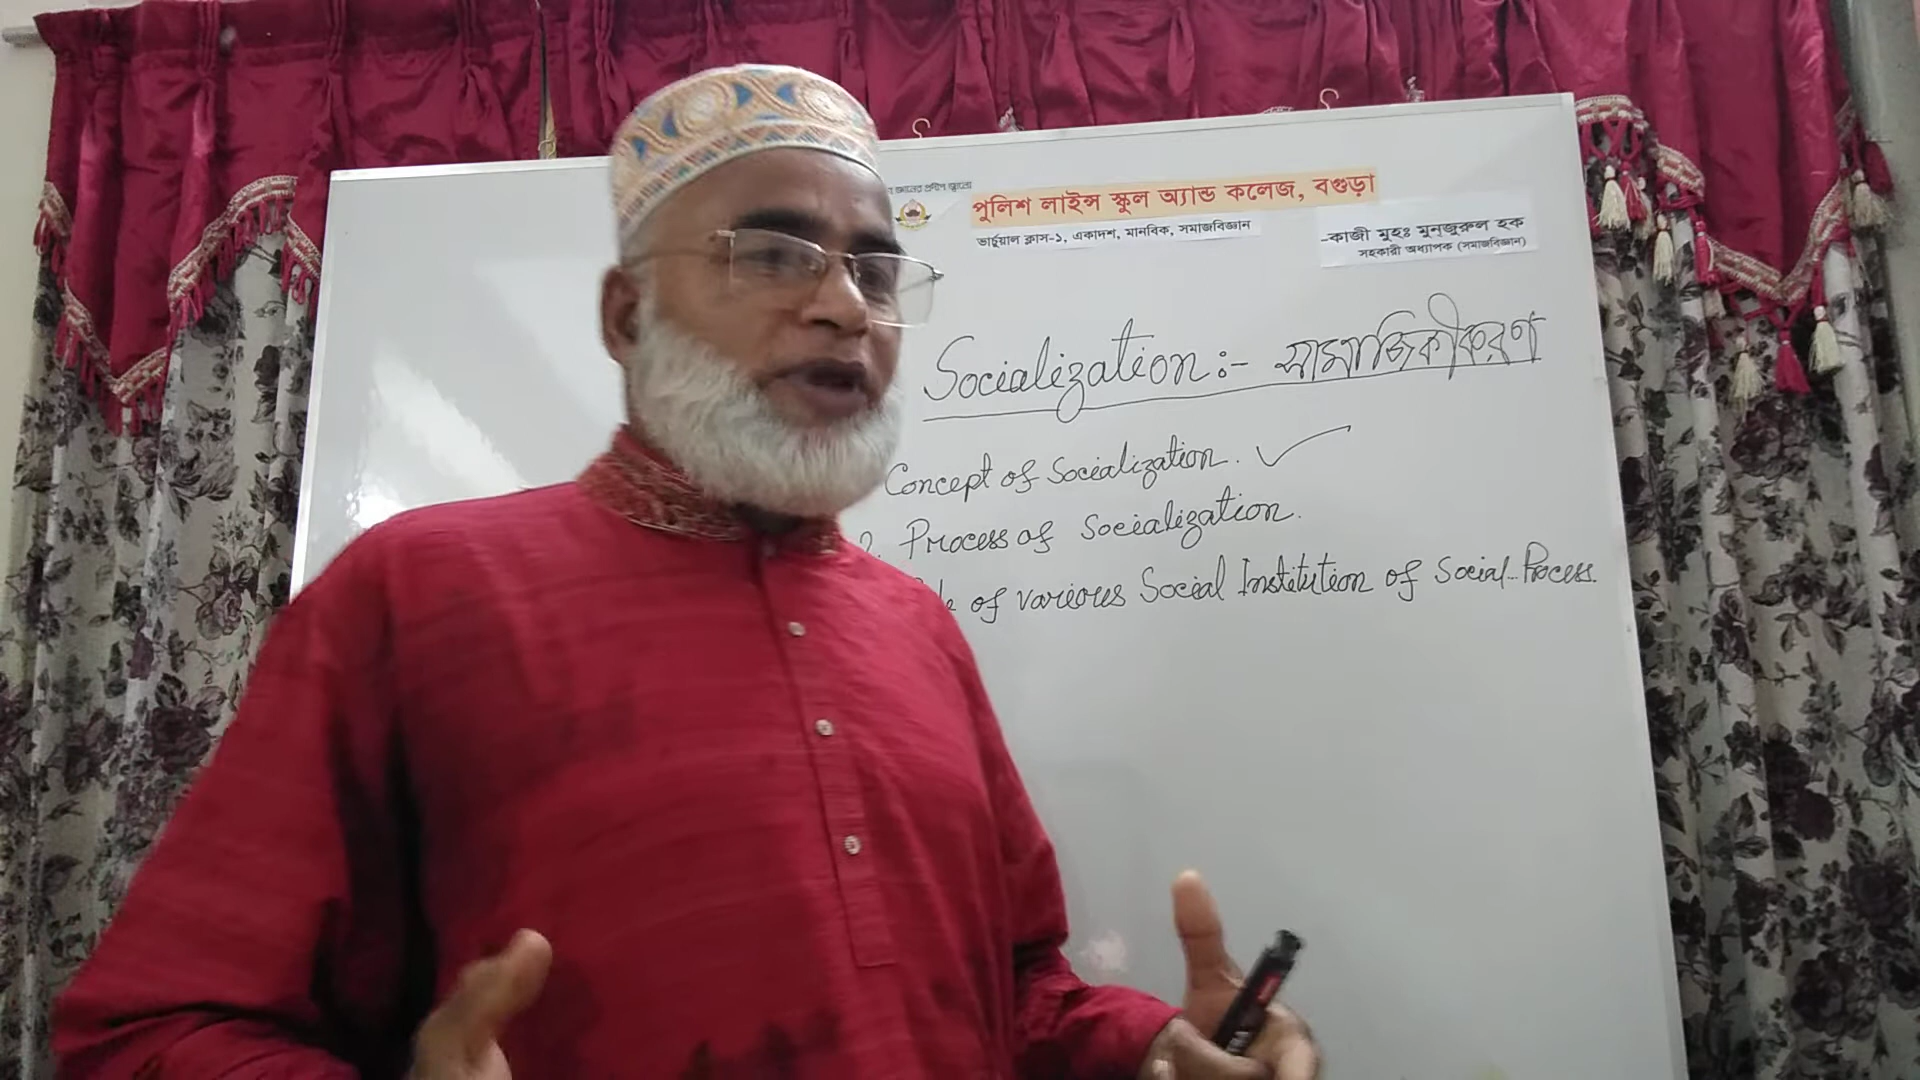 জ্ঞানের প্রদীপ জ্বালো
পুলিশ লাইন্স স্কুল অ্যান্ড কলেজ, বগুড়া
ভার্চুয়াল ক্লাস-১, একাদশ, মানবিক, সমাজবিজ্ঞান
-কাজী মুহঃ মুনজুরুল হক
সহকারী অধ্যাপক (সমাজবিজ্ঞান)
Socialization :- সামাজিকীকরণ
Concept of Socialization. ✓
2. Process of Socialization.
of various Social Institution of Social-Process.